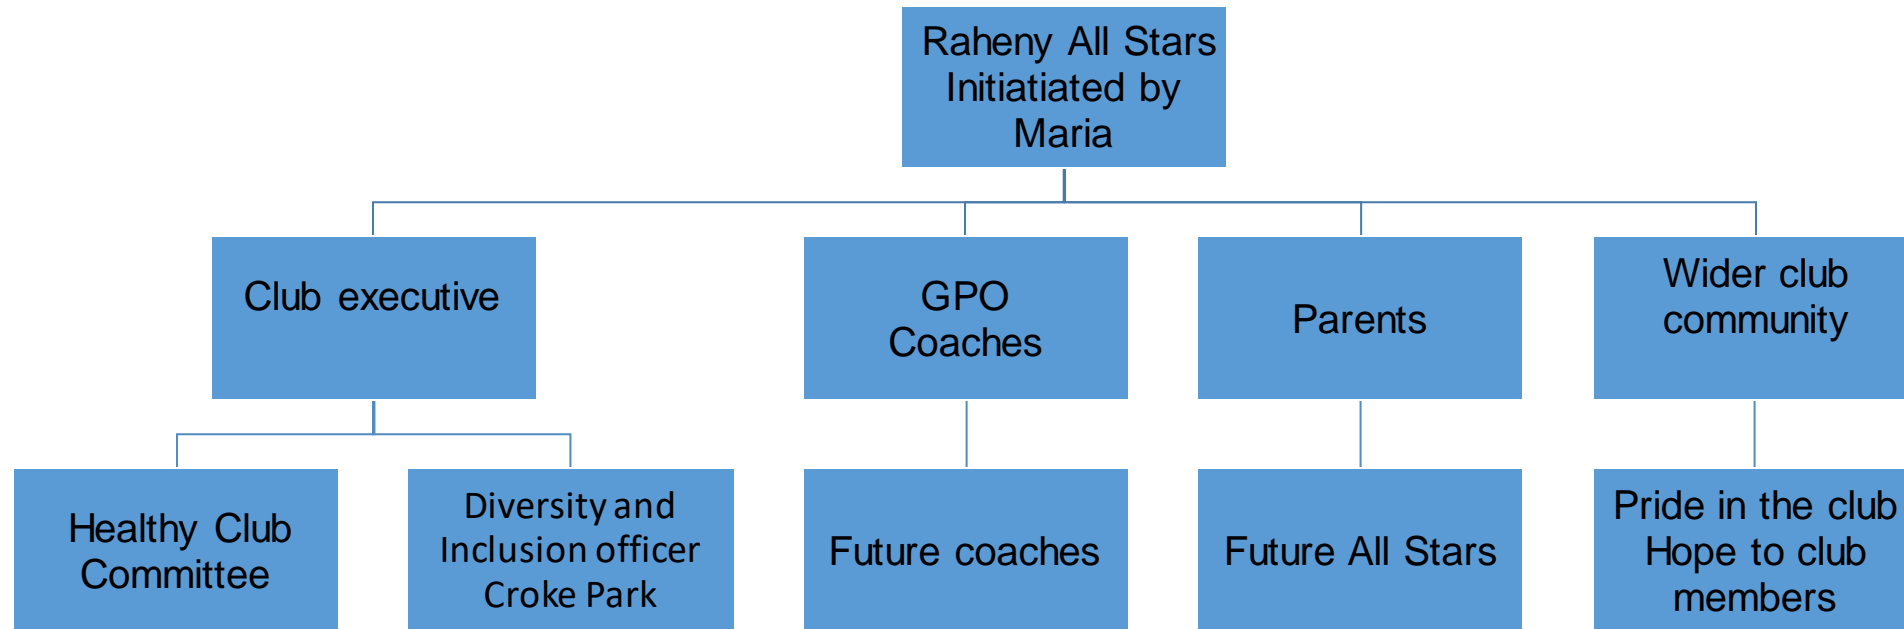 Raheny All Stars
Initiatiated by
Maria
Club executive
GPO
Coaches
Parents
Wider club
community
Healthy Club
Committee
Diversity and
Inclusion officer
Croke Park
Future coaches
Future All Stars
Pride in the club
Hope to club
members